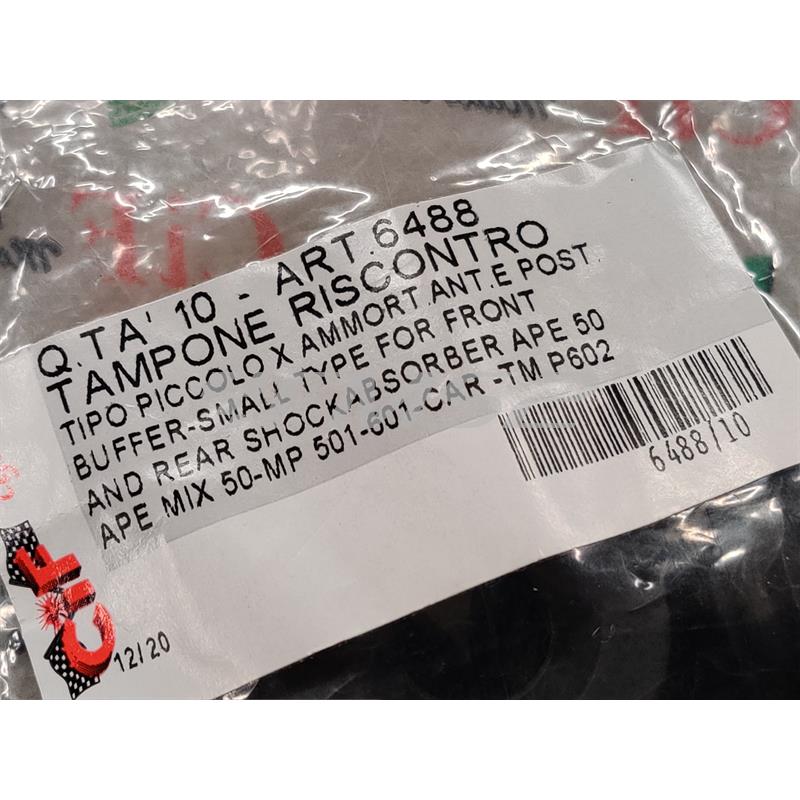 Q.TA' 10 - ART.6488
TAMPONE RISCONTRO
TIPO PICCOLO X AMMORT.ANT.E POST.
BUFFER-SMALL TYPE FOR FRONT
AND REAR SHOCKABSORBER APE 50
APE MIX 50-MP 501-601-CAR-TM P602
6488/10
CIF
12/20